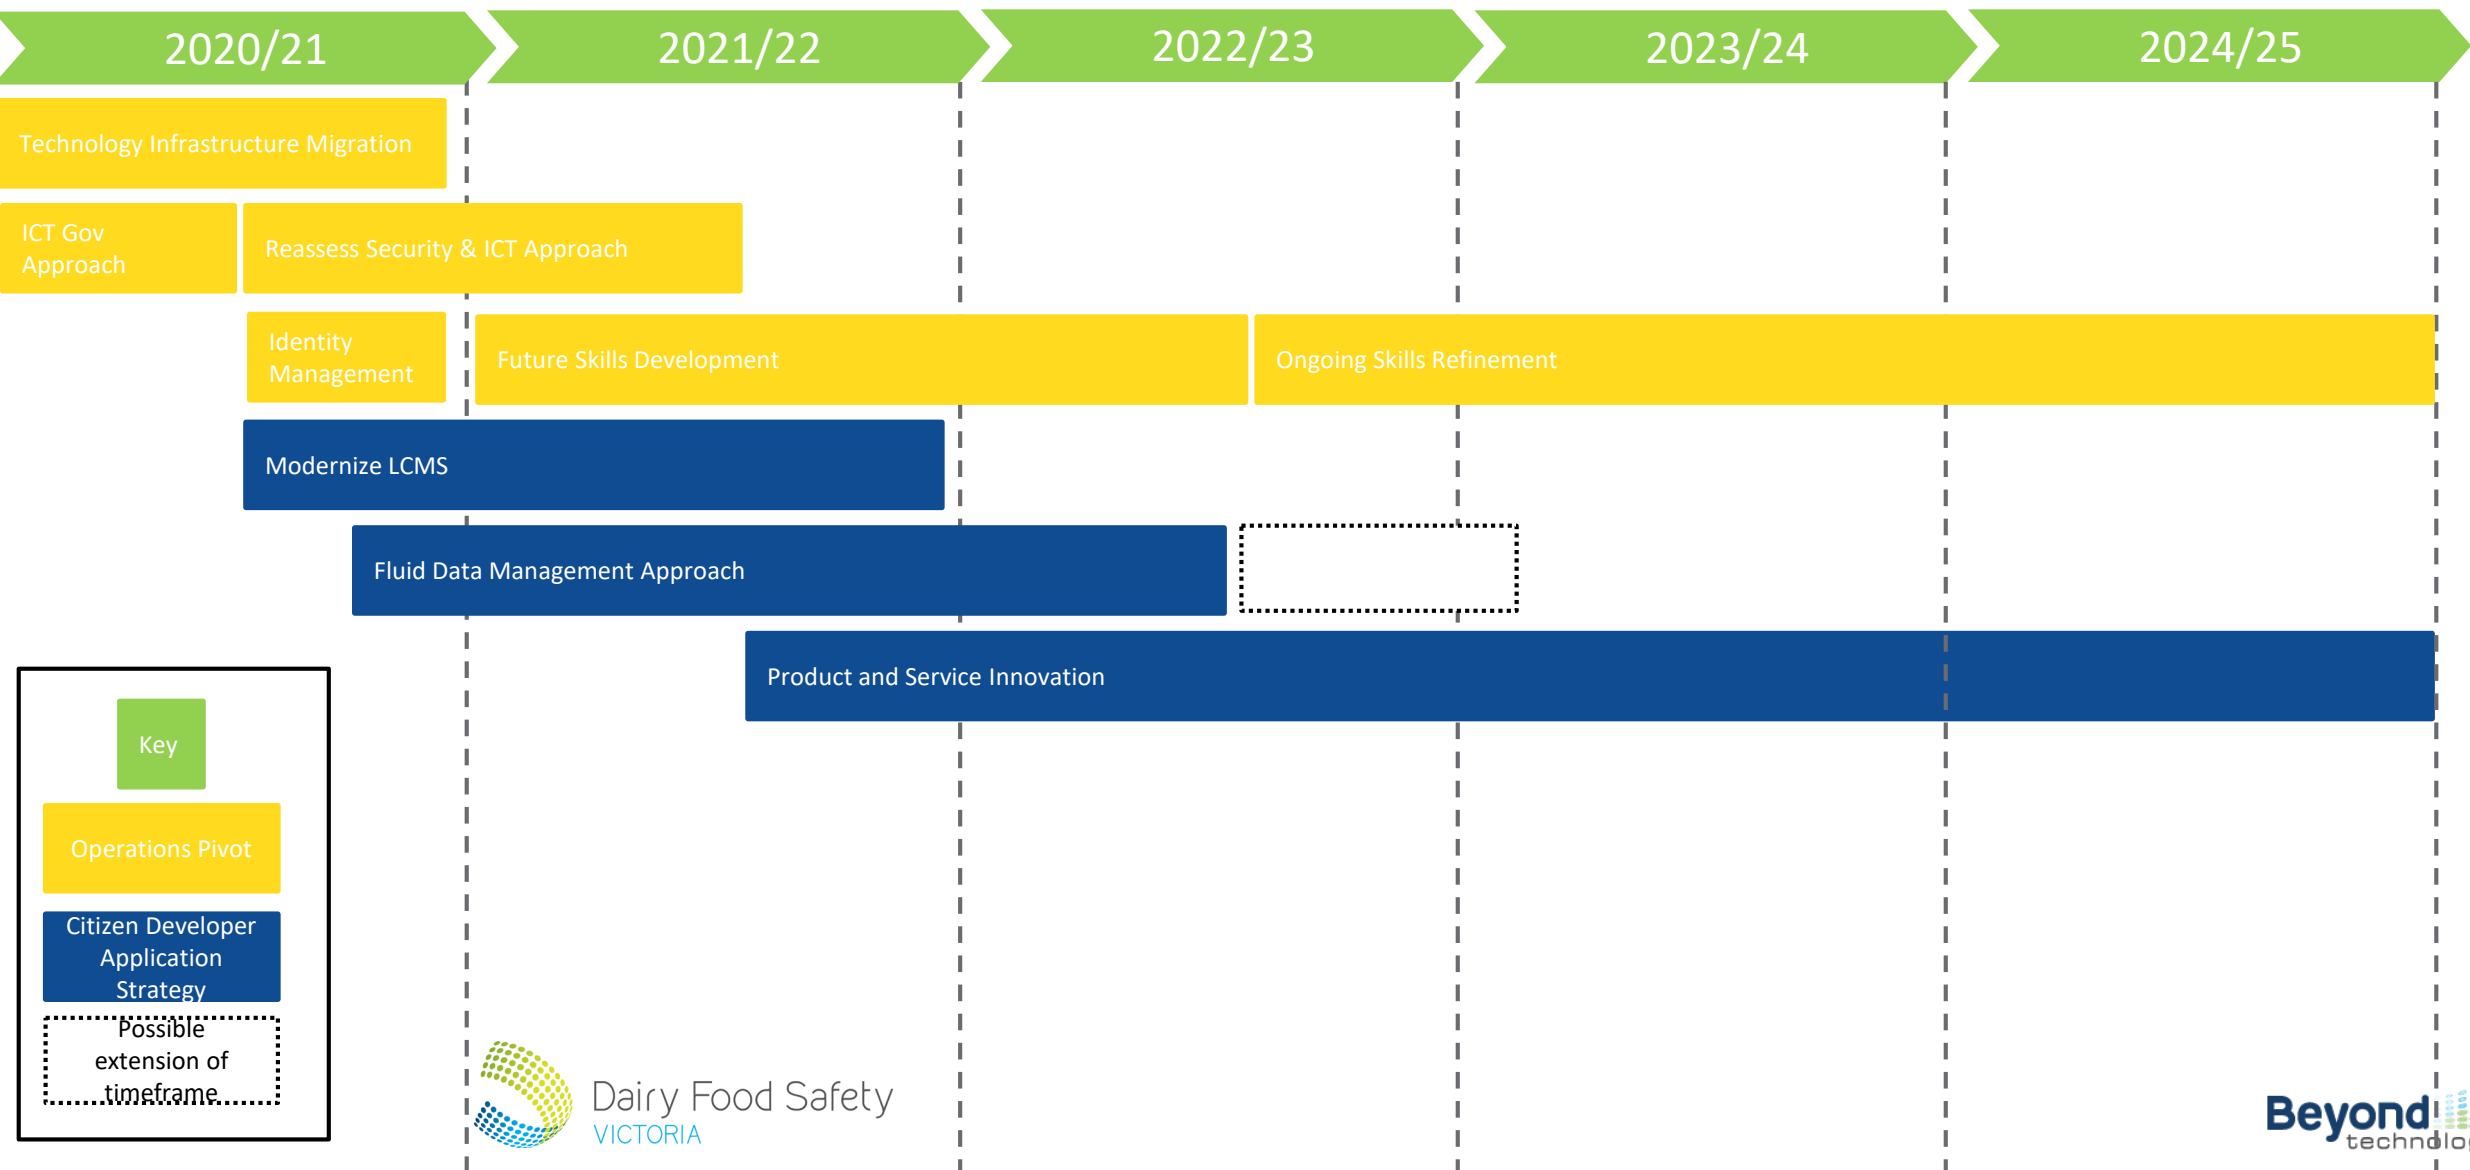 2020/21
2021/22
2022/23
2023/24
2024/25
Technology Infrastructure Migration
ICT Gov
Approach
Reassess Security & ICT Approach
Identity
Management
Future Skills Development
Ongoing Skills Refinement
Modernize LCMS
Fluid Data Management Approach
Product and Service Innovation
Key
Operations Pivot
Citizen Developer
Application
Strategy
Possible
extension of
timeframe
Dairy Food Safety
VICTORIA
Beyond